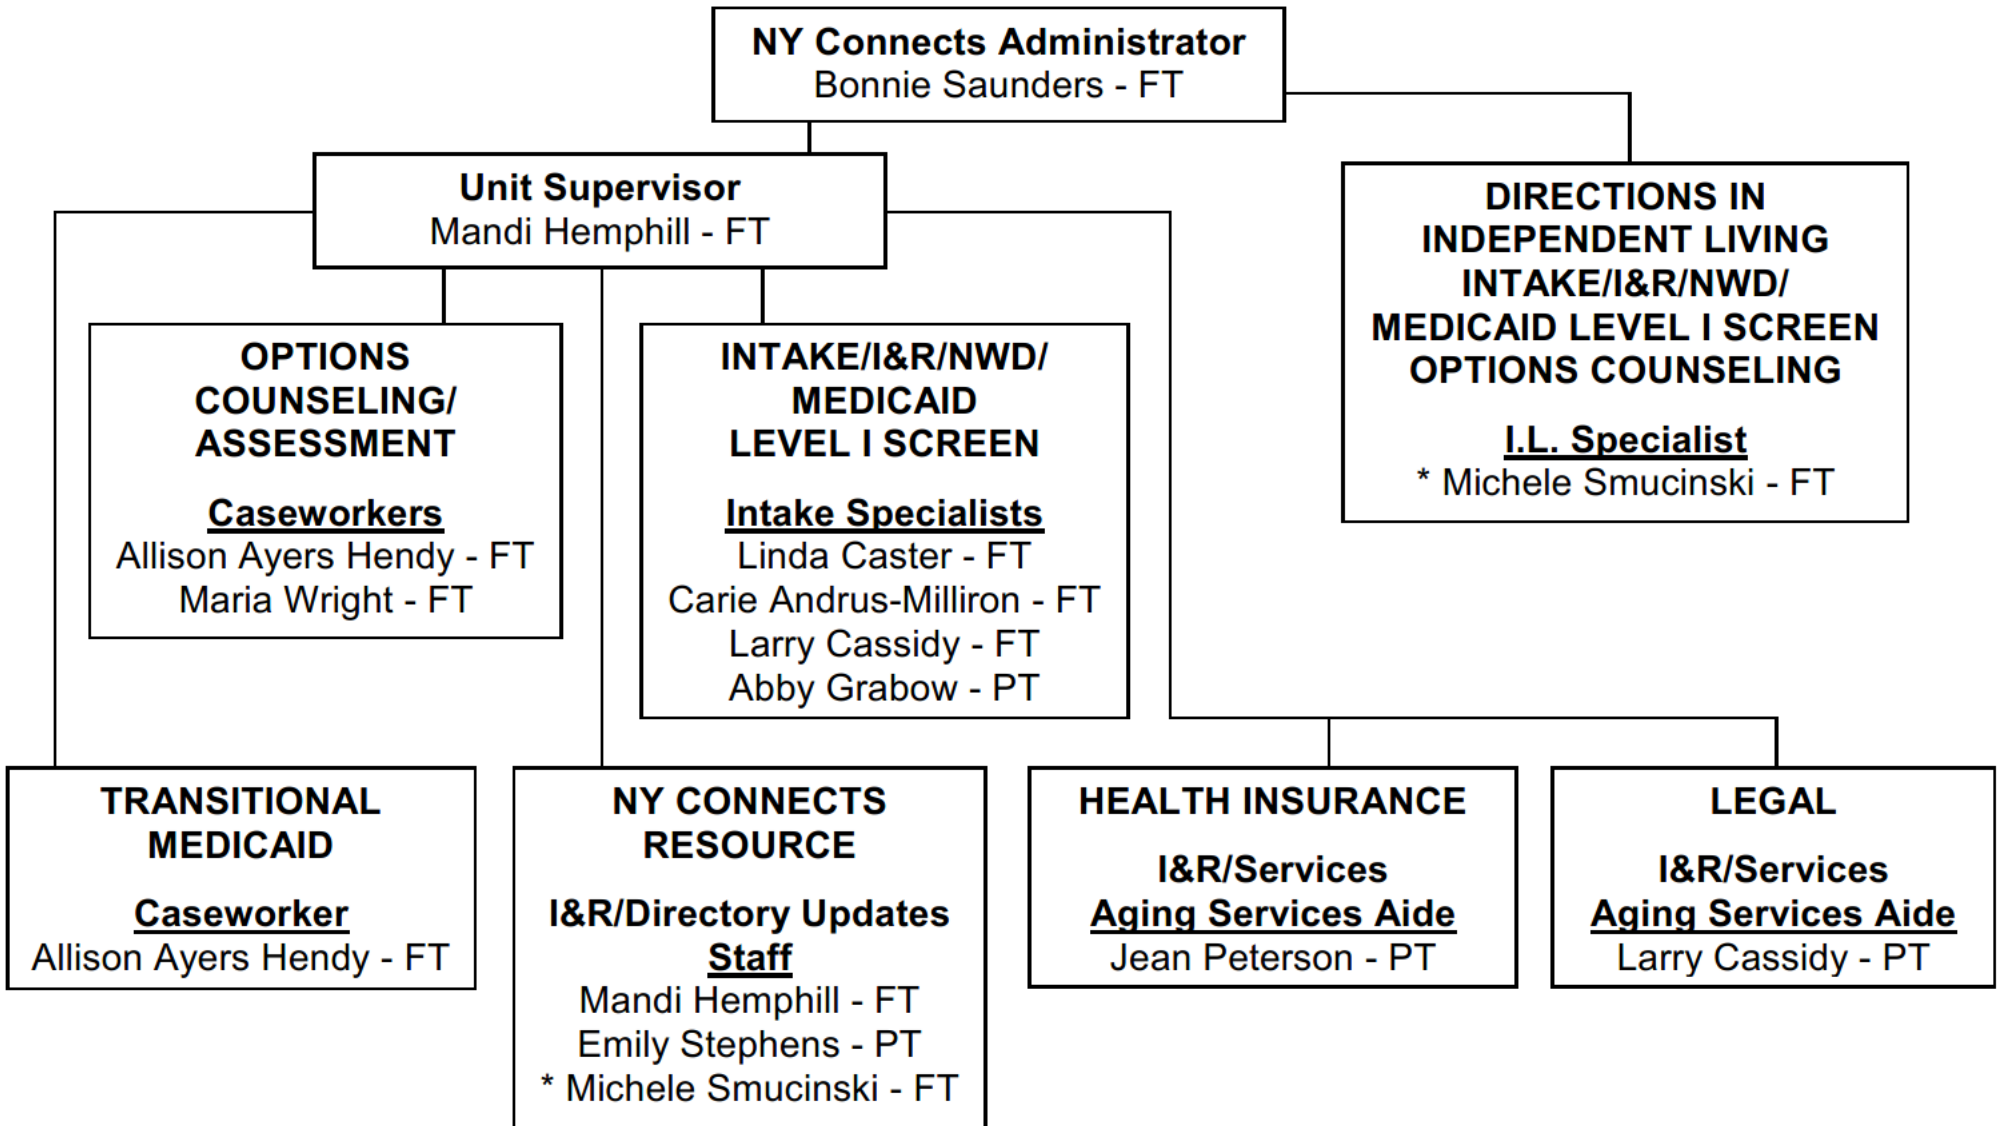 NY Connects Administrator
Bonnie Saunders - FT
Unit Supervisor
Mandi Hemphill - FT
DIRECTIONS IN
INDEPENDENT LIVING
INTAKE/I&R/NWD/
MEDICAID LEVEL I SCREEN
OPTIONS COUNSELING
I.L. Specialist
* Michele Smucinski - FT
OPTIONS
COUNSELING/
ASSESSMENT
Caseworkers
Allison Ayers Hendy - FT
Maria Wright - FT
INTAKE/I&R/NWD/
MEDICAID
LEVEL I SCREEN
Intake Specialists
Linda Caster - FT
Carie Andrus-Milliron - FT
Larry Cassidy - FT
Abby Grabow - PT
TRANSITIONAL
MEDICAID
Caseworker
Allison Ayers Hendy - FT
NY CONNECTS
RESOURCE
I&R/Directory Updates
Staff
Mandi Hemphill - FT
Emily Stephens - PT
* Michele Smucinski - FT
HEALTH INSURANCE
I&R/Services
Aging Services Aide
Jean Peterson - PT
LEGAL
I&R/Services
Aging Services Aide
Larry Cassidy - PT